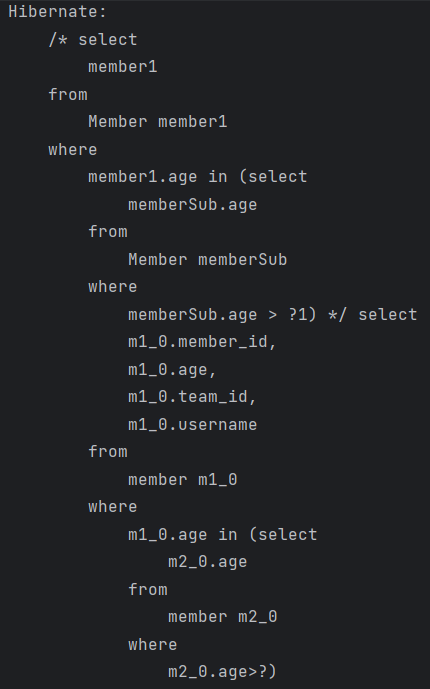 Hibernate:
    /* select
        member1
    from
        Member member1
    where
        member1.age in (select
            memberSub.age
        from
            Member memberSub
        where
            memberSub.age > ?1) */ select
            m1_0.member_id,
            m1_0.age,
            m1_0.team_id,
            m1_0.username
        from
            member m1_0
        where
            m1_0.age in (select
                m2_0.age
            from
                member m2_0
            where
                m2_0.age>?)